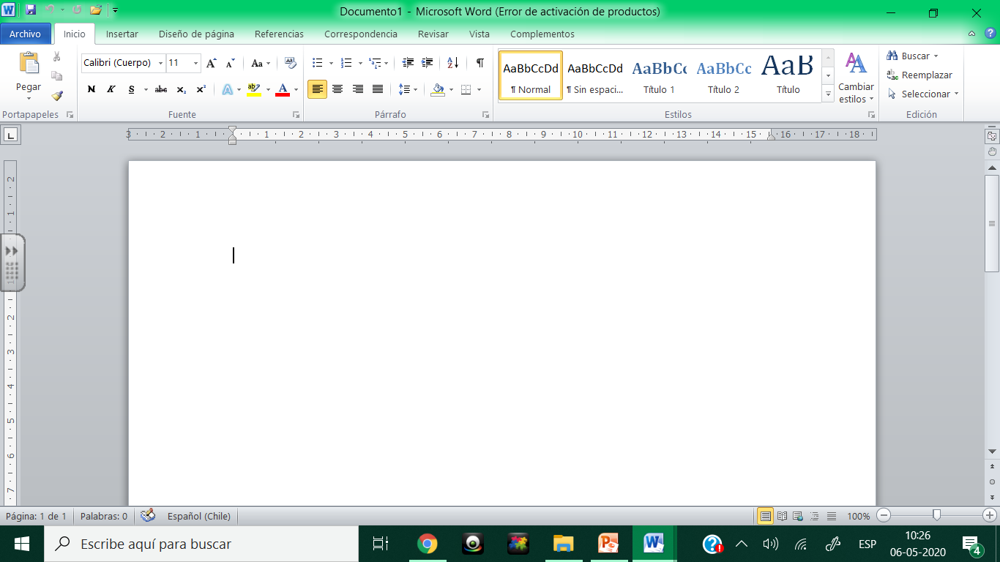 Documento1 - Microsoft Word (Error de activación de productos)
Archivo Inicio Insertar Diseño de página Referencias Correspondencia Revisar Vista Complementos
Pegar
Portapapeles
Calibri (Cuerpo) 11 Aa
N K S abc x₂ x² A ab A
Fuente
Párrafo
AaBbCcDd AaBbCcDd AaBbCc AaBbCc AaB
¶ Normal ¶ Sin espaci... Título 1 Título 2 Título
Cambiar
estilos
Estilos
Buscar
Reemplazar
Seleccionar
Edición
3 2 1 1 2 3 4 5 6 7 8 9 10 11 12 13 14 15 16 17 18
2 1 1 2 3 4 5 6 7
Página: 1 de 1 Palabras: 0 Español (Chile) 100%
Escribe aquí para buscar
ESP
10:26
06-05-2020
4